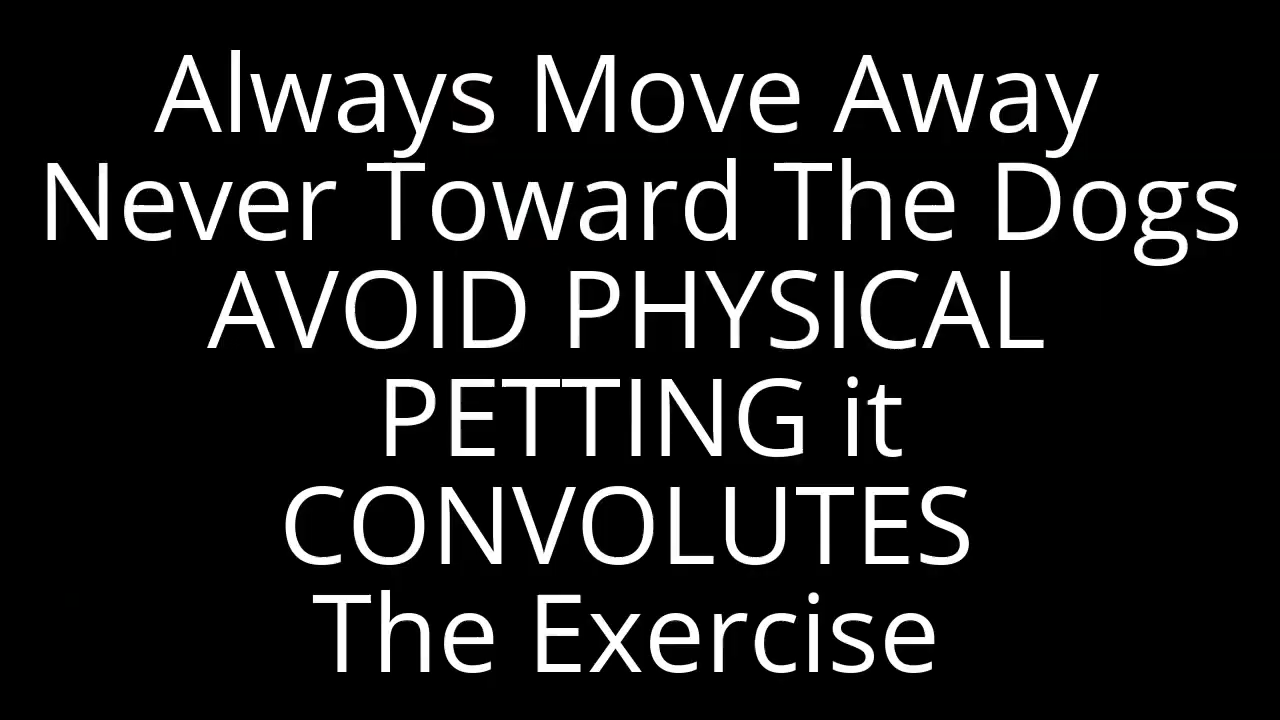 Always Move Away
Never Toward The Dogs
AVOID PHYSICAL
PETTING it
CONVOLUTES
The Exercise